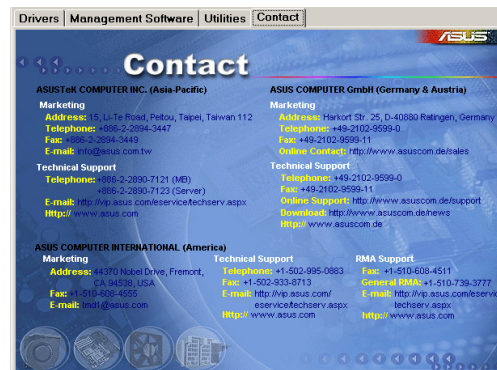 Drivers Management Software Utilities Contact
ASUS
Contact
ASUSTeK COMPUTER INC. (Asia-Pacific)
Marketing
Address: 15, Li-Te Road, Peitou, Taipei, Taiwan 112
Telephone: +886-2-2894-3447
Fax: +886-2-2894-3449
E-mail: info@asus.com.tw
Technical Support
Telephone: +886-2-2890-7121 (MB)
+886-2-2890-7123 (Server)
E-mail: http://vip.asus.com/eservice/techserv.aspx
Http:// www.asus.com
ASUS COMPUTER GmbH (Germany & Austria)
Marketing
Address: Harkort Str. 25, D-40880 Ratingen, Germany
Telephone: +49-2102-9599-0
Fax: +49-2102-9599-11
Online Contact: http://www.asuscom.de/sales
Technical Support
Telephone: +49-2102-9599-0
Fax: +49-2102-9599-11
Online Support: http://www.asuscom.de/support
Download: http://www.asuscom.de/news
Http:// www.asuscom.de
ASUS COMPUTER INTERNATIONAL (America)
Marketing
Address: 44370 Nobel Drive, Fremont,
CA 94538, USA
Fax: +1-510-608-4555
E-mail: tmd1@asus.com
Technical Support
Telephone: +1-502-995-0883
Fax: +1-502-933-8713
E-mail: http://vip.asus.com/
eservice/techserv.aspx
Http:// www.asus.com
RMA Support
Fax: +1-510-608-4511
General RMA: +1-510-739-3777
E-mail: http://vip.asus.com/eservic
techserv.aspx
http:// www.asus.com